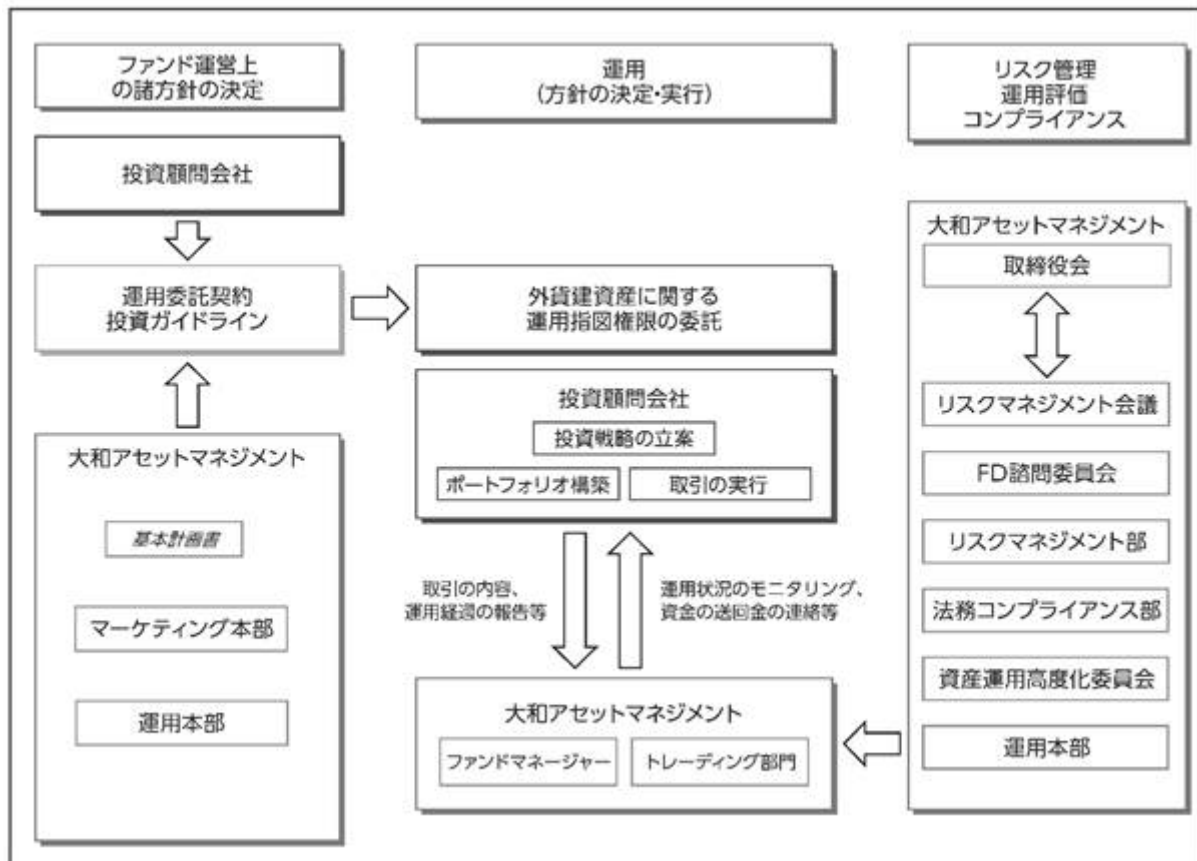 ファンド運営上
の諸方針の決定
投資顧問会社
運用委託契約
投資ガイドライン
大和アセットマネジメント
基本計画書
マーケティング本部
運用本部
運用
(方針の決定・実行)
外貨建資産に関する
運用指図権限の委託
投資顧問会社
投資戦略の立案
ポートフォリオ構築
取引の実行
取引の内容、
運用経過の報告等
運用状況のモニタリング、
資金の送回金の連絡等
大和アセットマネジメント
ファンドマネージャー
トレーディング部門
リスク管理
運用評価
コンプライアンス
大和アセットマネジメント
取締役会
リスクマネジメント会議
FD諮問委員会
リスクマネジメント部
法務コンプライアンス部
資産運用高度化委員会
運用本部